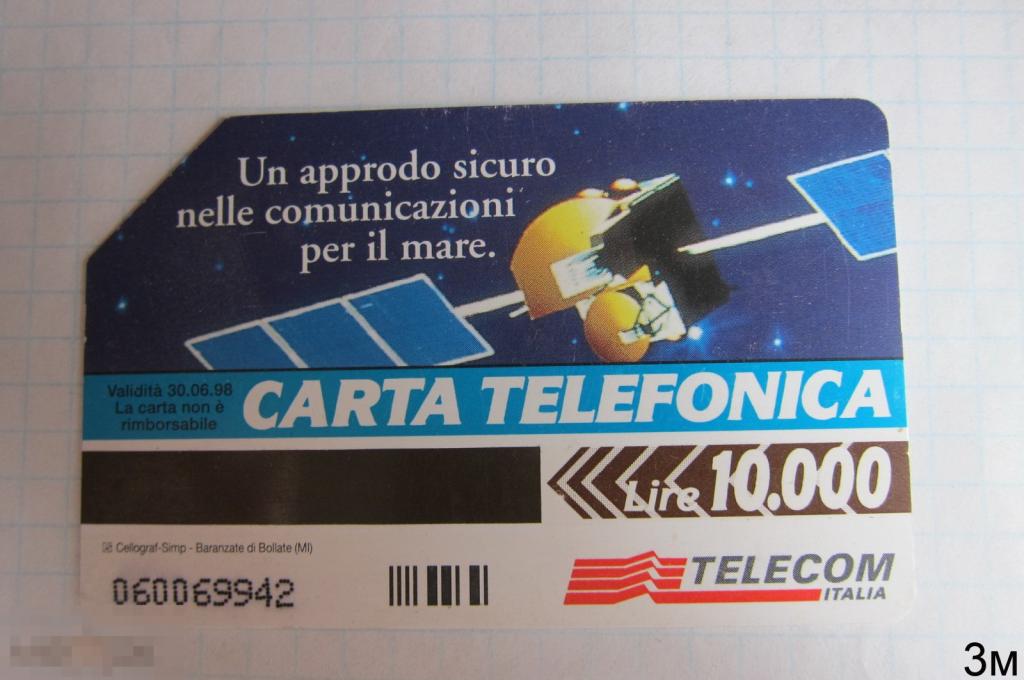 Un approdo sicuro
nelle comunicazioni
per il mare.
Validità 30.06.98
La carta non è
rimborsabile
CARTA TELEFONICA
Lire 10.000
Cellograf-Simp - Baranzate di Bollate (MI)
060069942
TELECOM
ITALIA
3м